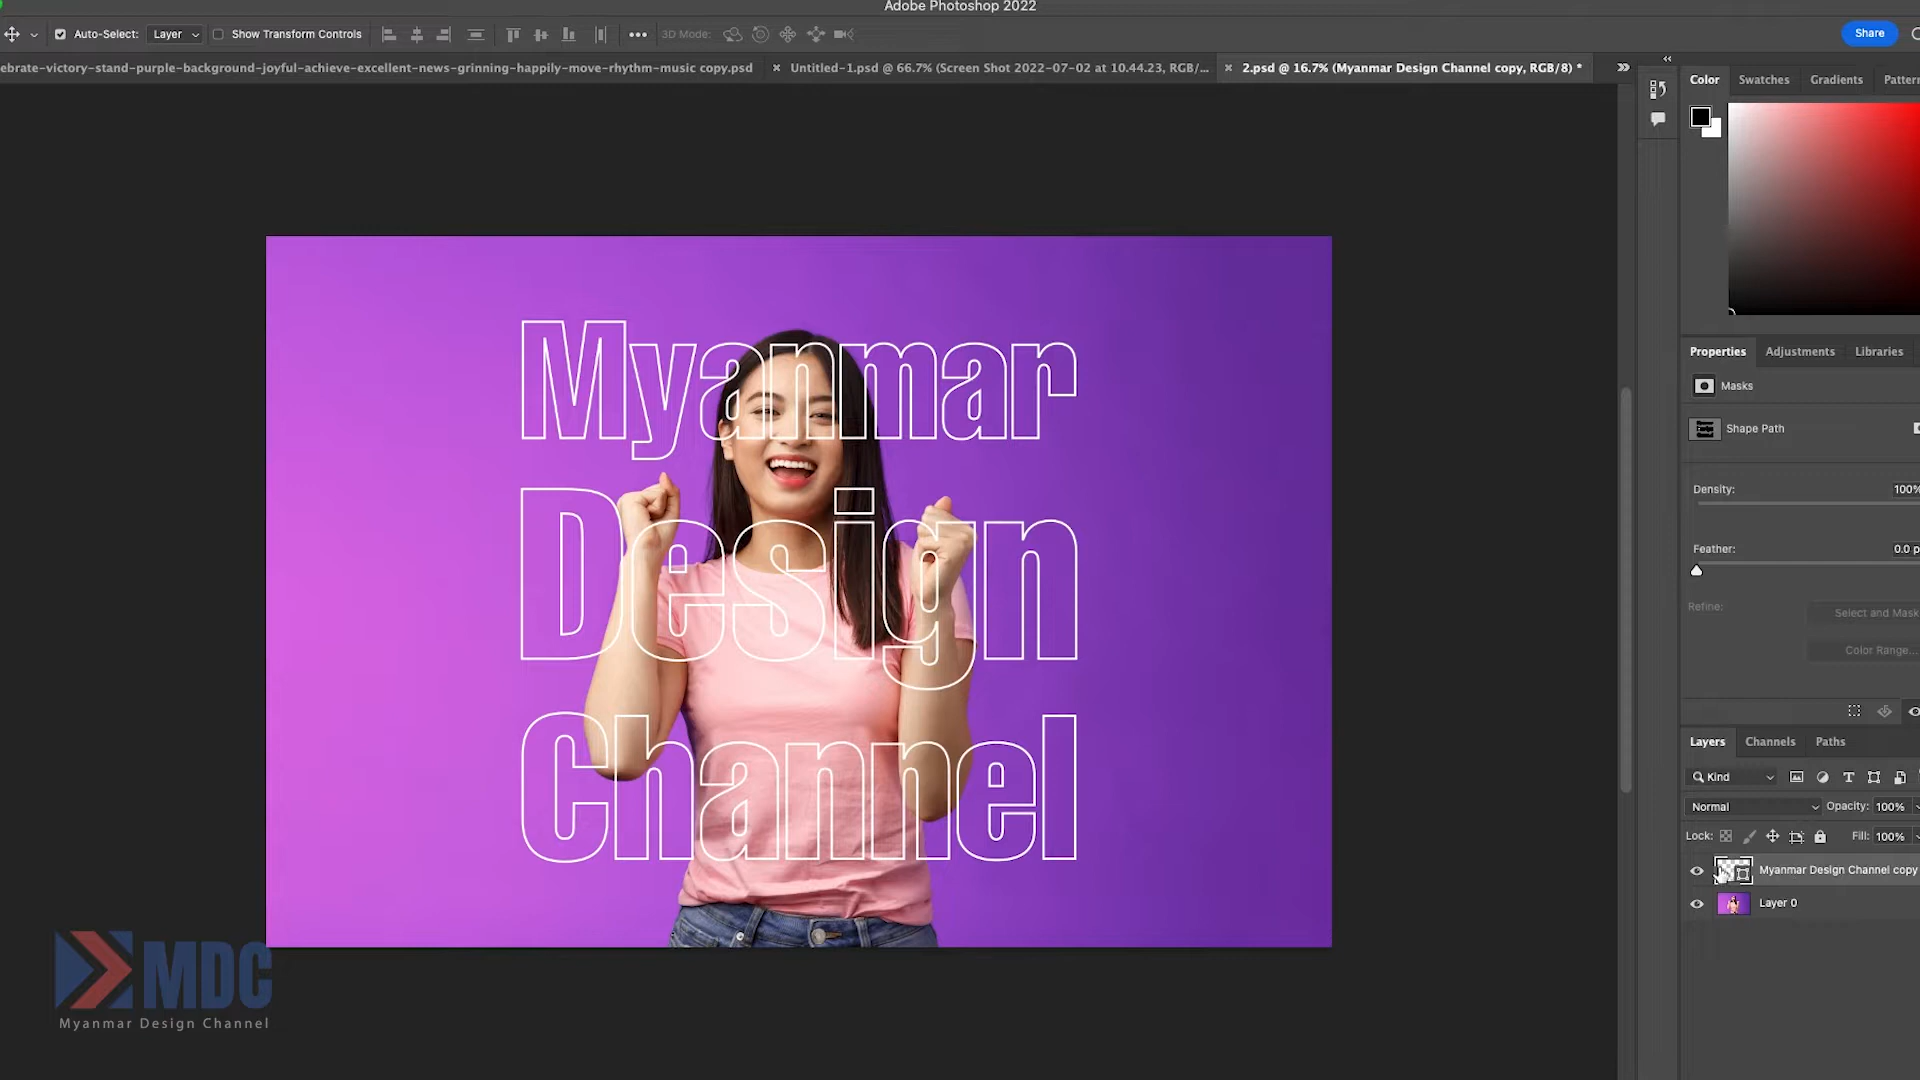 Adobe Photoshop 2022
Auto-Select: Layer Show Transform Controls 3D Mode: Share
ebrate-victory-stand-purple-background-joyful-achieve-excellent-news-grinning-happily-move-rhythm-music copy.psd
Untitled-1.psd @ 66.7% (Screen Shot 2022-07-02 at 10.44.23, RGB/...
2.psd @ 16.7% (Myanmar Design Channel copy, RGB/8) *
Color Swatches Gradients Pattern
Myanmar
Design
Channel
Properties Adjustments Libraries
Masks
Shape Path
Density: 100%
Feather: 0.0 p
Refine: Select and Mask
Color Range...
Layers Channels Paths
Kind
Normal Opacity: 100%
Lock: Fill: 100%
Myanmar Design Channel copy
Layer 0
MDC
Myanmar Design Channel